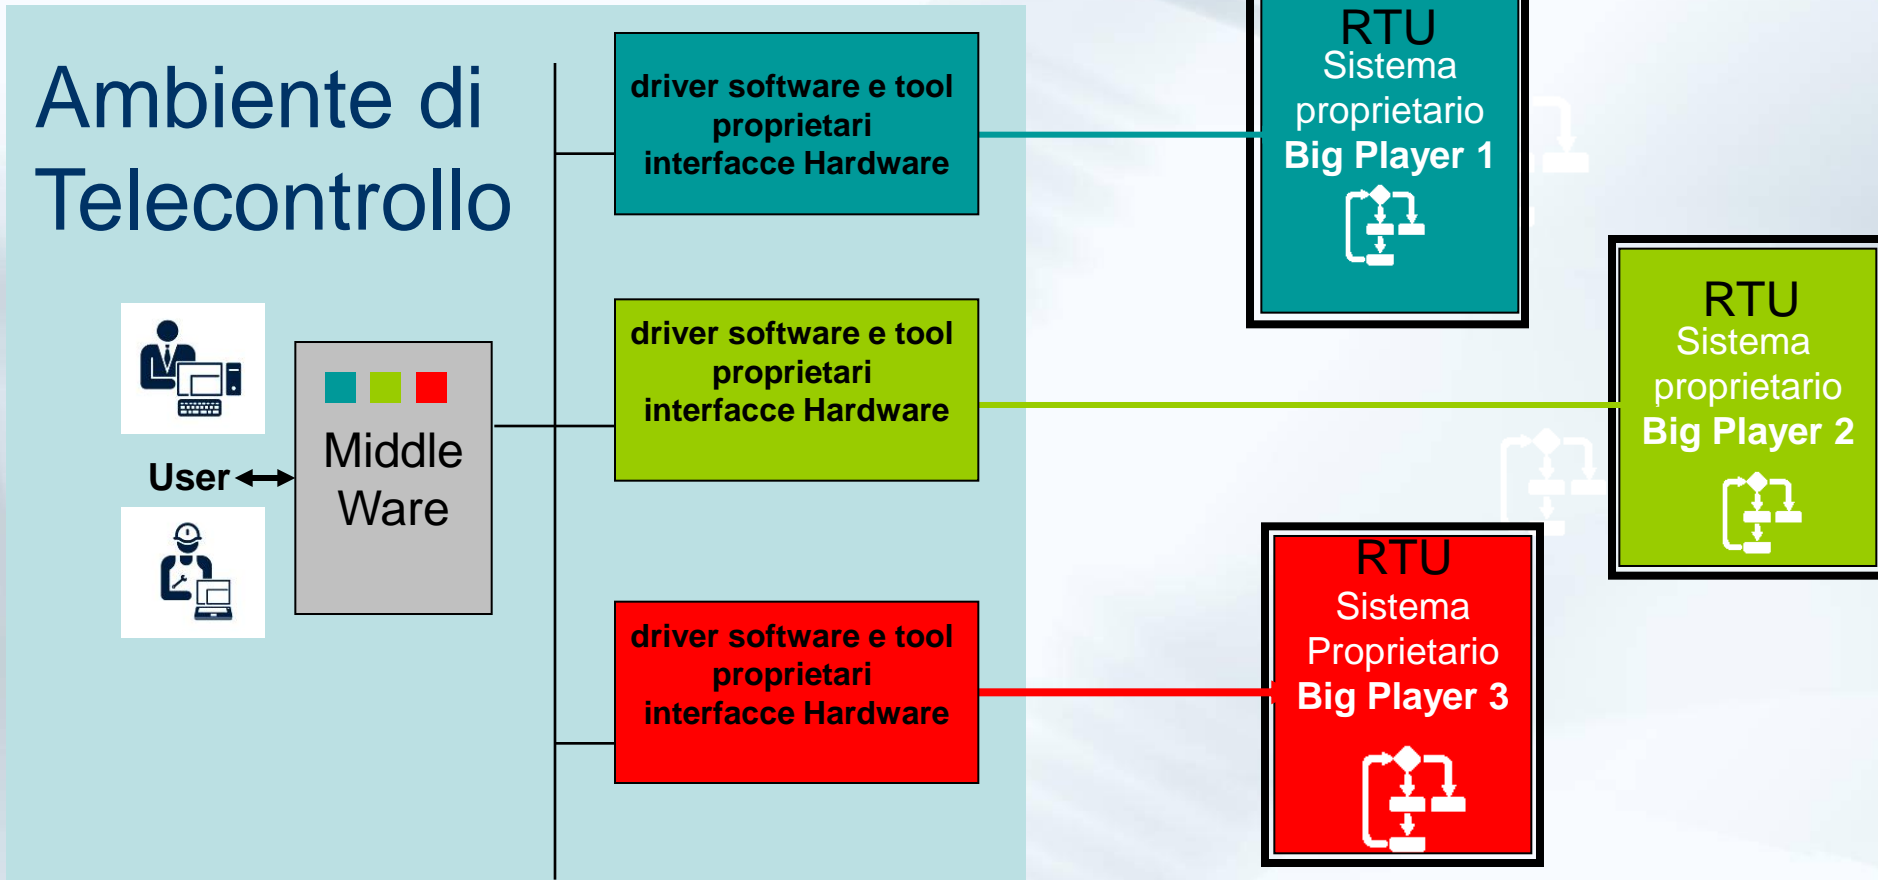 Ambiente di
Telecontrollo
User
Middle
Ware
driver software e tool
proprietari
interfacce Hardware
driver software e tool
proprietari
interfacce Hardware
driver software e tool
proprietari
interfacce Hardware
RTU
Sistema
proprietario
Big Player 1
RTU
Sistema
proprietario
Big Player 2
RTU
Sistema
Proprietario
Big Player 3